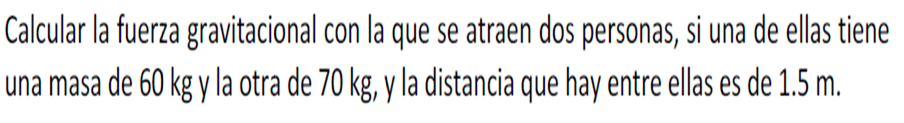 Calcular la fuerza gravitacional con la que se atraen dos personas, si una de ellas tiene
una masa de 60 kg y la otra de 70 kg, y la distancia que hay entre ellas es de 1.5 m.